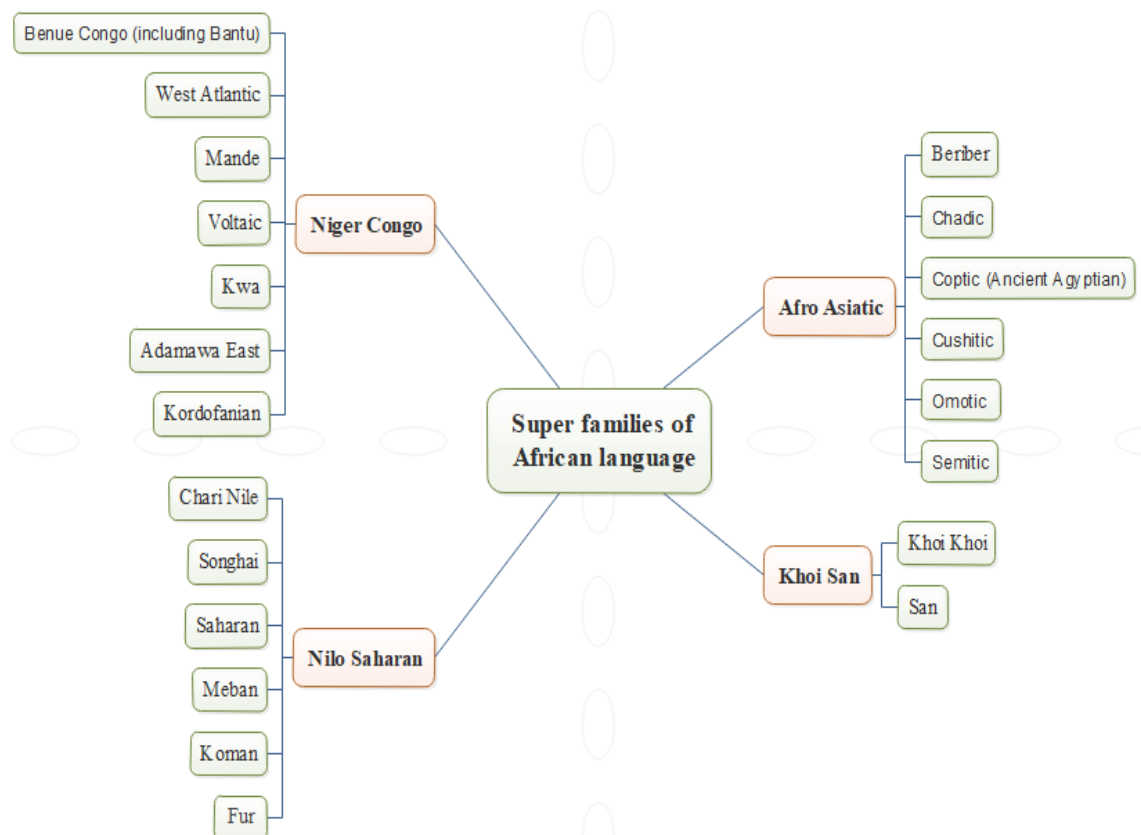 Benue Congo (including Bantu)
West Atlantic
Mande
Voltaic
Kwa
Adamawa East
Kordofanian
Niger Congo
Chari Nile
Songhai
Saharan
Meban
Koman
Fur
Nilo Saharan
Super families of
African language
Afro Asiatic
Beriber
Chadic
Coptic (Ancient Agyptian)
Cushitic
Omotic
Semitic
Khoi San
Khoi Khoi
San